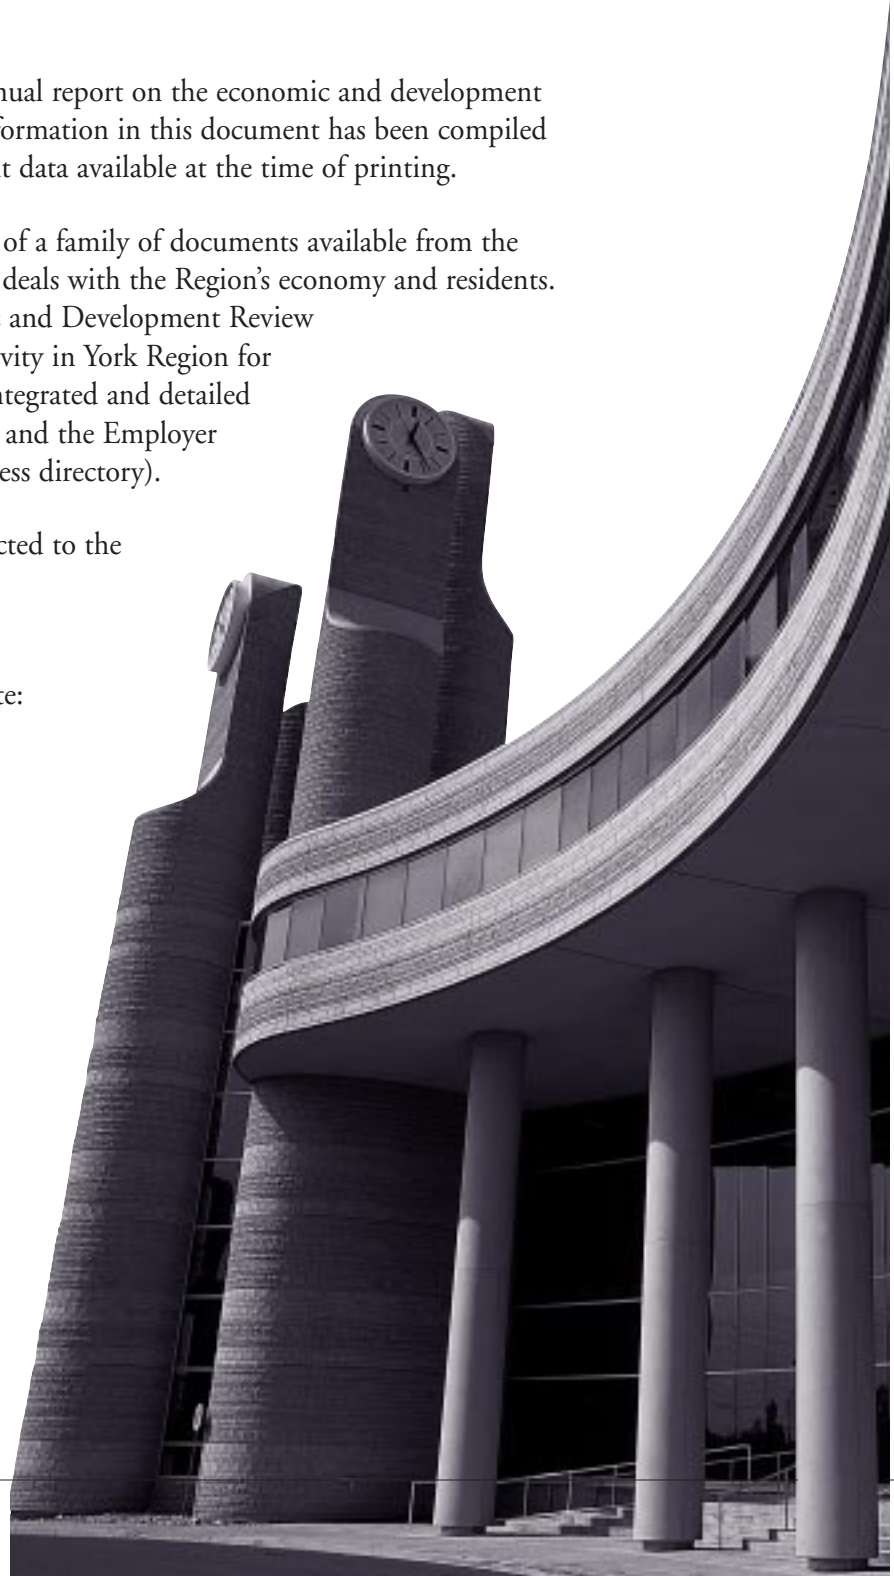 nual report on the economic and development
formation in this document has been compiled
t data available at the time of printing.
of a family of documents available from the
deals with the Region’s economy and residents.
and Development Review
vity in York Region for
ntegrated and detailed
and the Employer
ess directory).
cted to the
te: